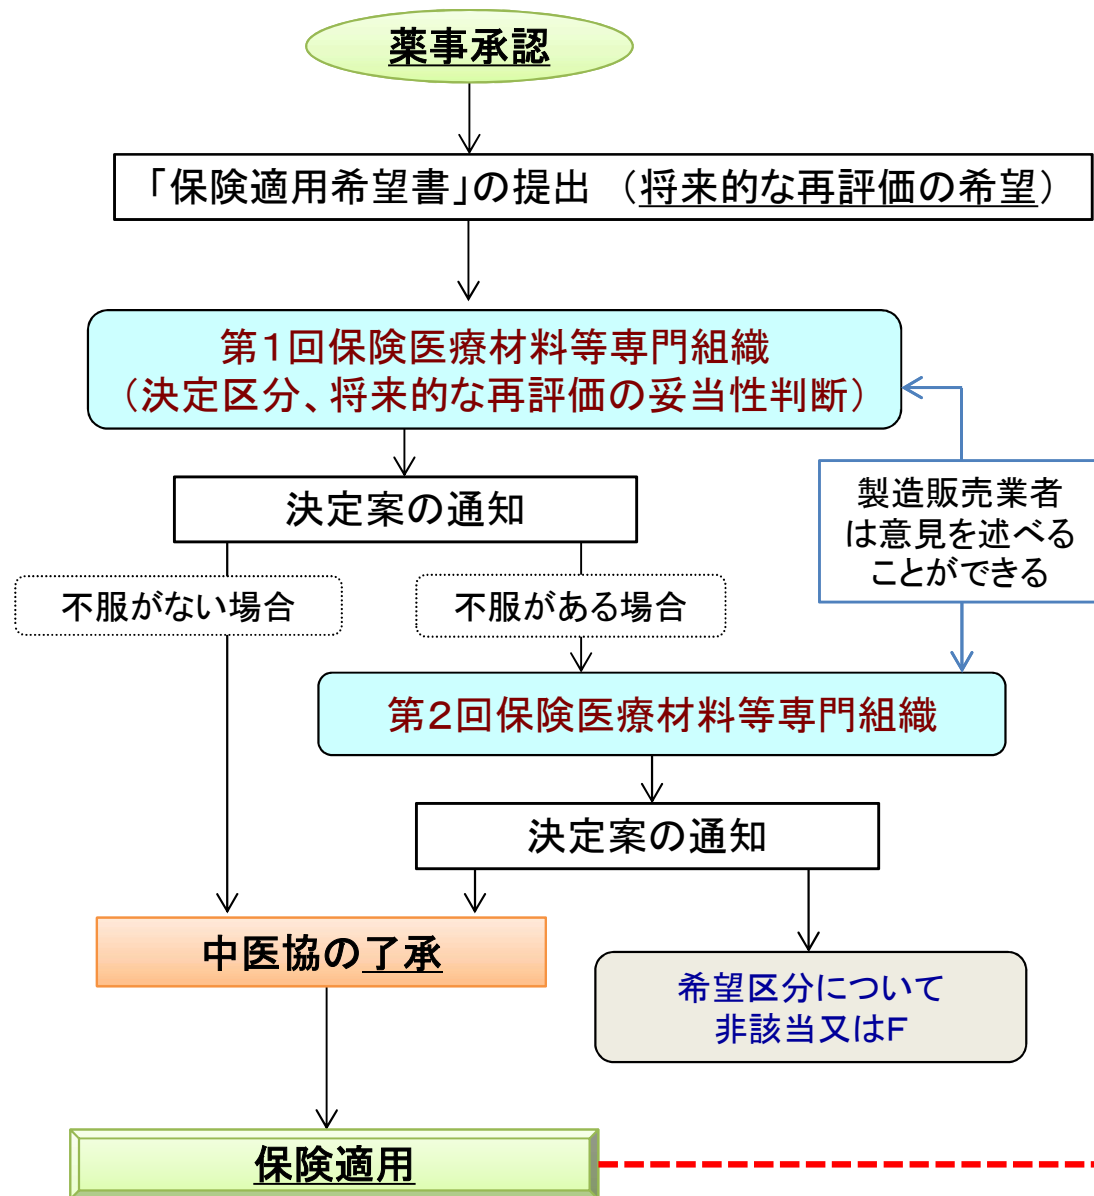 薬事承認
「保険適用希望書」の提出 （将来的な再評価の希望）
第１回保険医療材料等専門組織
（決定区分、将来的な再評価の妥当性判断）
決定案の通知
製造販売業者
は意見を述べる
ことができる
不服がない場合
不服がある場合
第２回保険医療材料等専門組織
決定案の通知
中医協の了承
希望区分について
非該当又はＦ
保険適用